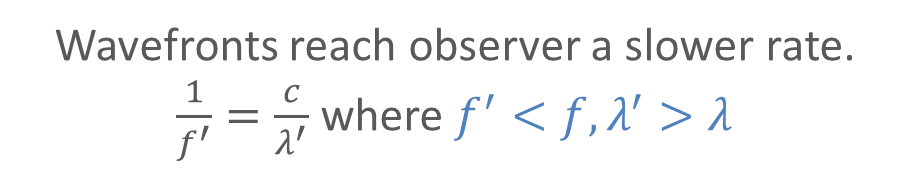 Wavefronts reach observer a slower rate.
1/f′ = c/λ′ where f′ < f, λ′ > λ